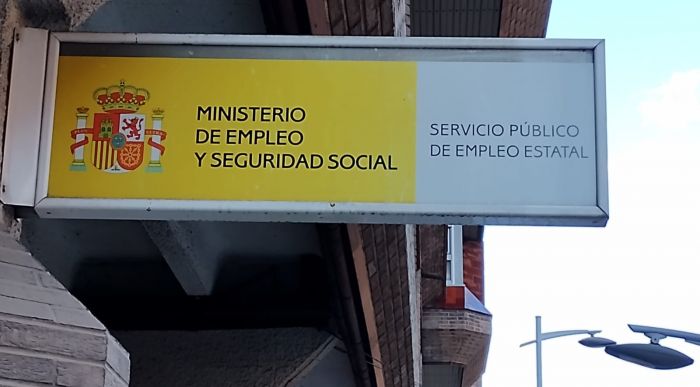 MINISTERIO
DE EMPLEO
Y SEGURIDAD SOCIAL
SERVICIO PÚBLICO
DE EMPLEO ESTATAL